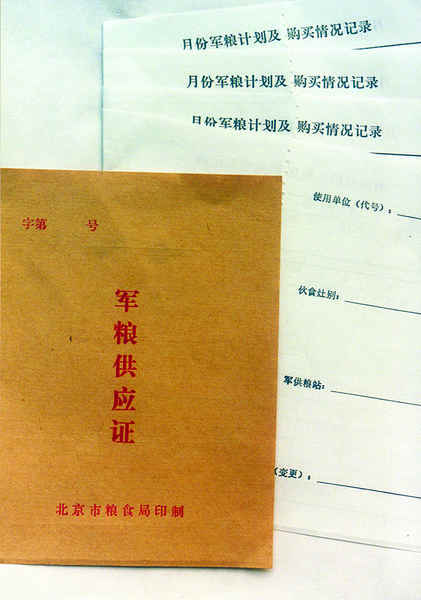 月份军粮计划及 购买情况记录
月份军粮计划及 购买情况记录
月份军粮计划及 购买情况记录
使用单位(代号):
伙食灶别:
军供粮站:
(变更):
字第 号
军粮供应证
北京市粮食局印制